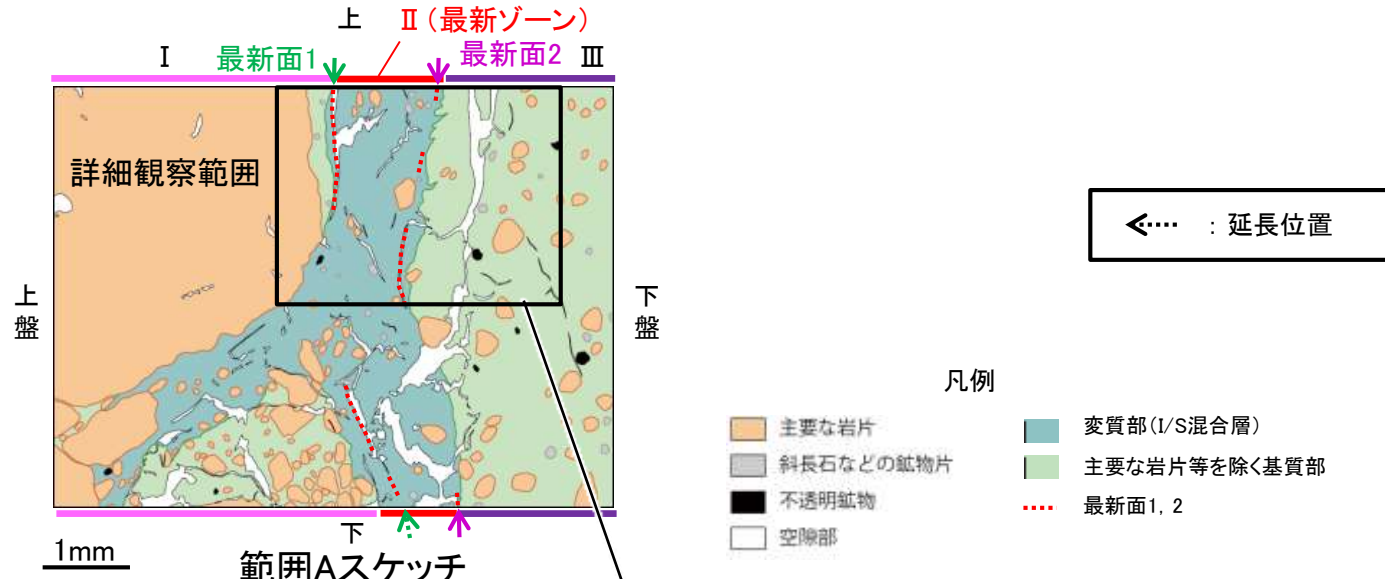 上 Ⅱ(最新ゾーン)
Ⅰ 最新面1 最新面2 Ⅲ
詳細観察範囲
上盤
下盤
:延長位置
凡例
主要な岩片
斜長石などの鉱物片
不透明鉱物
空隙部
変質部(I/S混合層)
主要な岩片等を除く基質部
最新面1, 2
下
1mm
範囲Aスケッチ